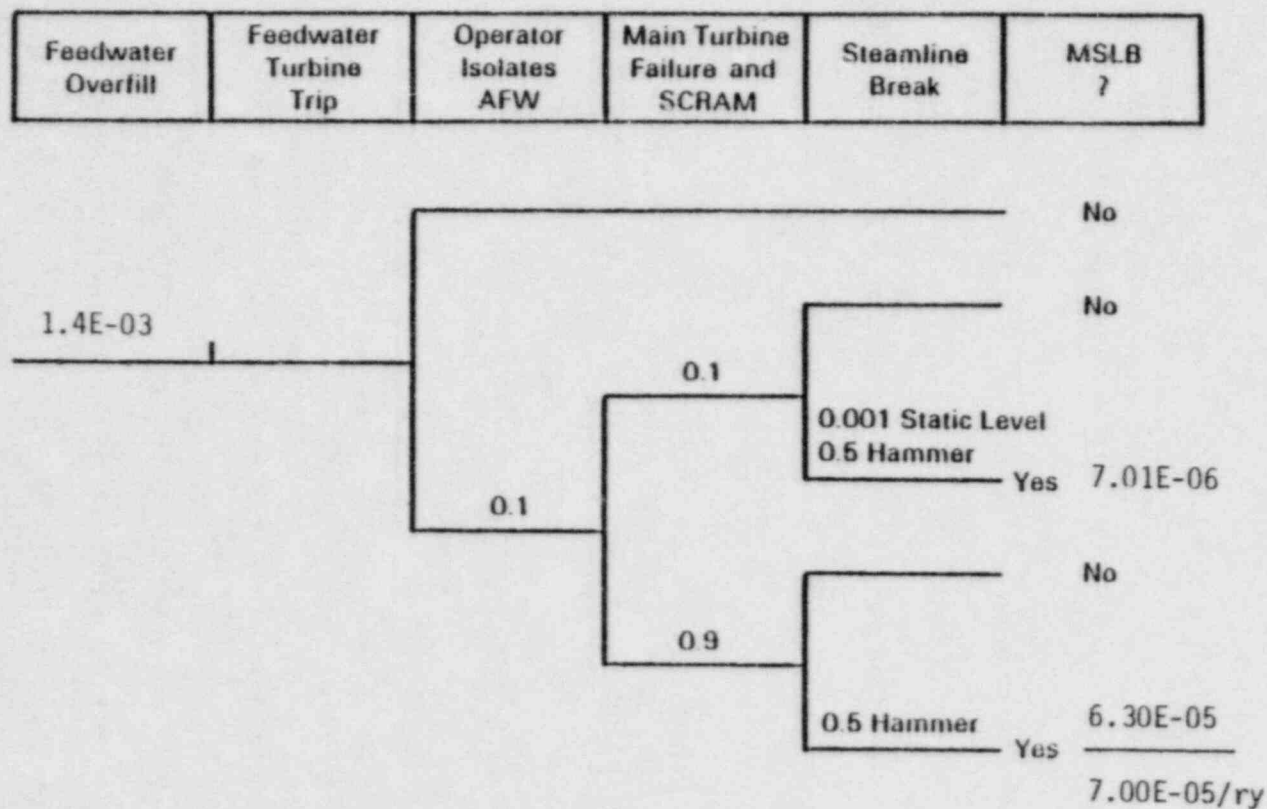 Feedwater
Overfill
Feedwater
Turbine
Trip
Operator
Isolates
AFW
Main Turbine
Failure and
SCRAM
Steamline
Break
MSLB
?
No
1.4E-03
No
0.1
0.001 Static Level
0.5 Hammer
Yes 7.01E-06
0.1
No
0.9
0.5 Hammer
Yes
6.30E-05
7.00E-05/ry